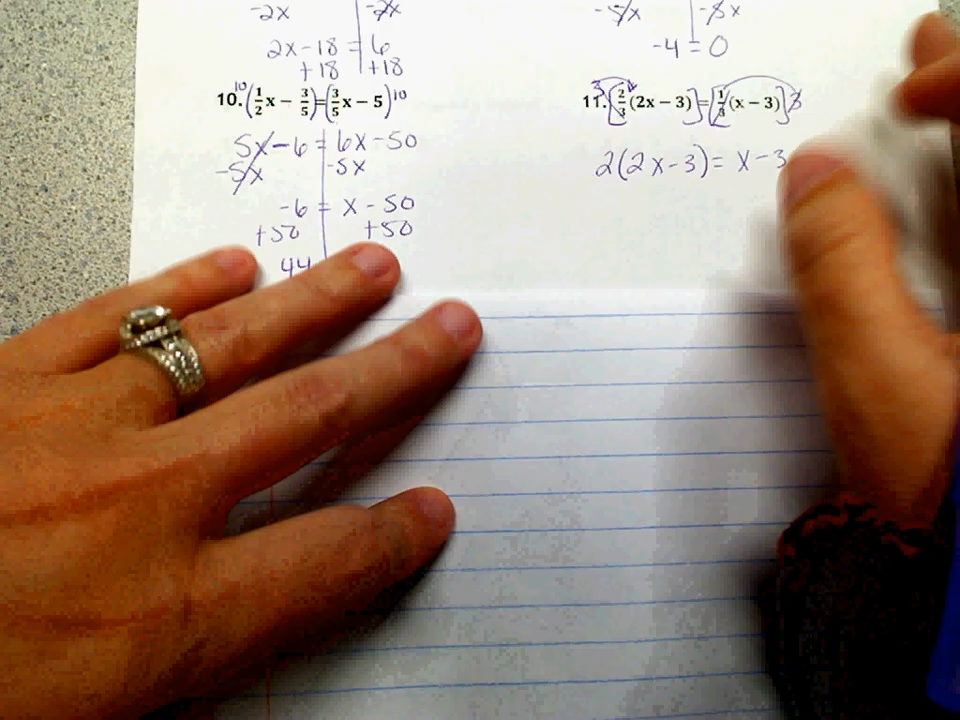 -2x | -2x
2x-18 = 6
+18 | +18
10. 10(1/2x − 3/5)=(3/5x − 5)10
5x-6 = 6x-50
-5x | -5x
-6 = x-50
+50 +50
44
-5x | -5x
-4 = 0
11. 3[2/3(2x − 3)]=[1/3(x − 3)]3
2(2x-3)= x-3